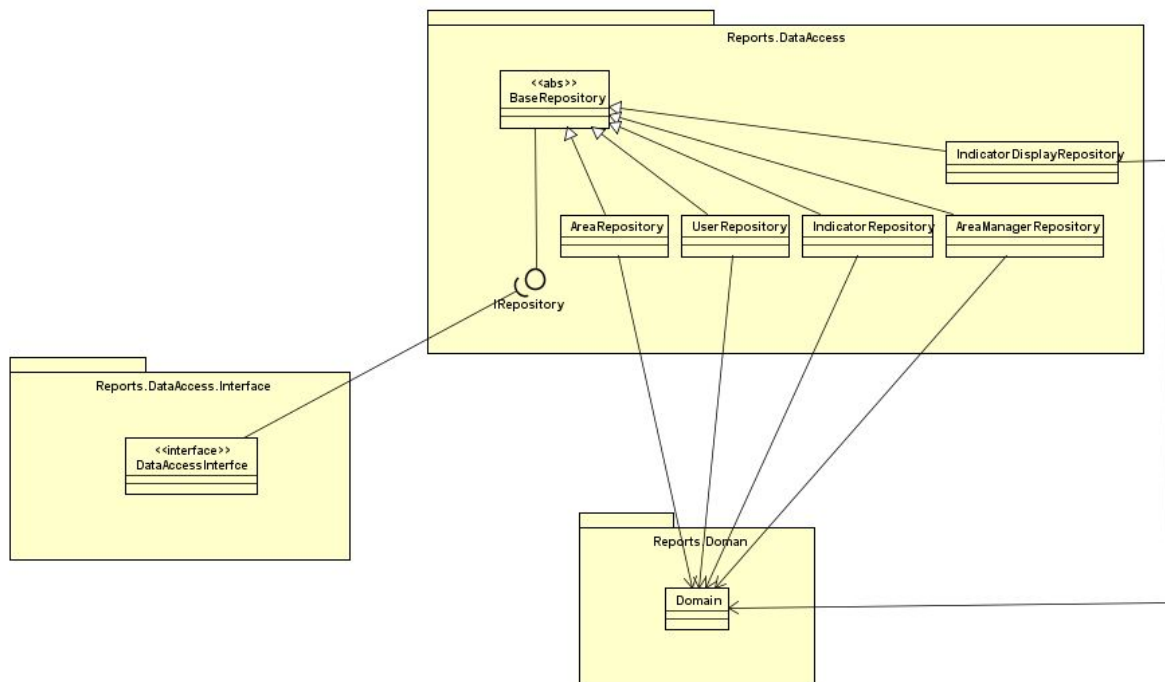 Reports.DataAccess
<<abs>>
BaseRepository
IndicatorDisplayRepository
AreaRepository
UserRepository
IndicatorRepository
AreaManagerRepository
IRepository
Reports.DataAccess.Interface
<<interface>>
DataAccessInterfce
Reports.Doman
Domain